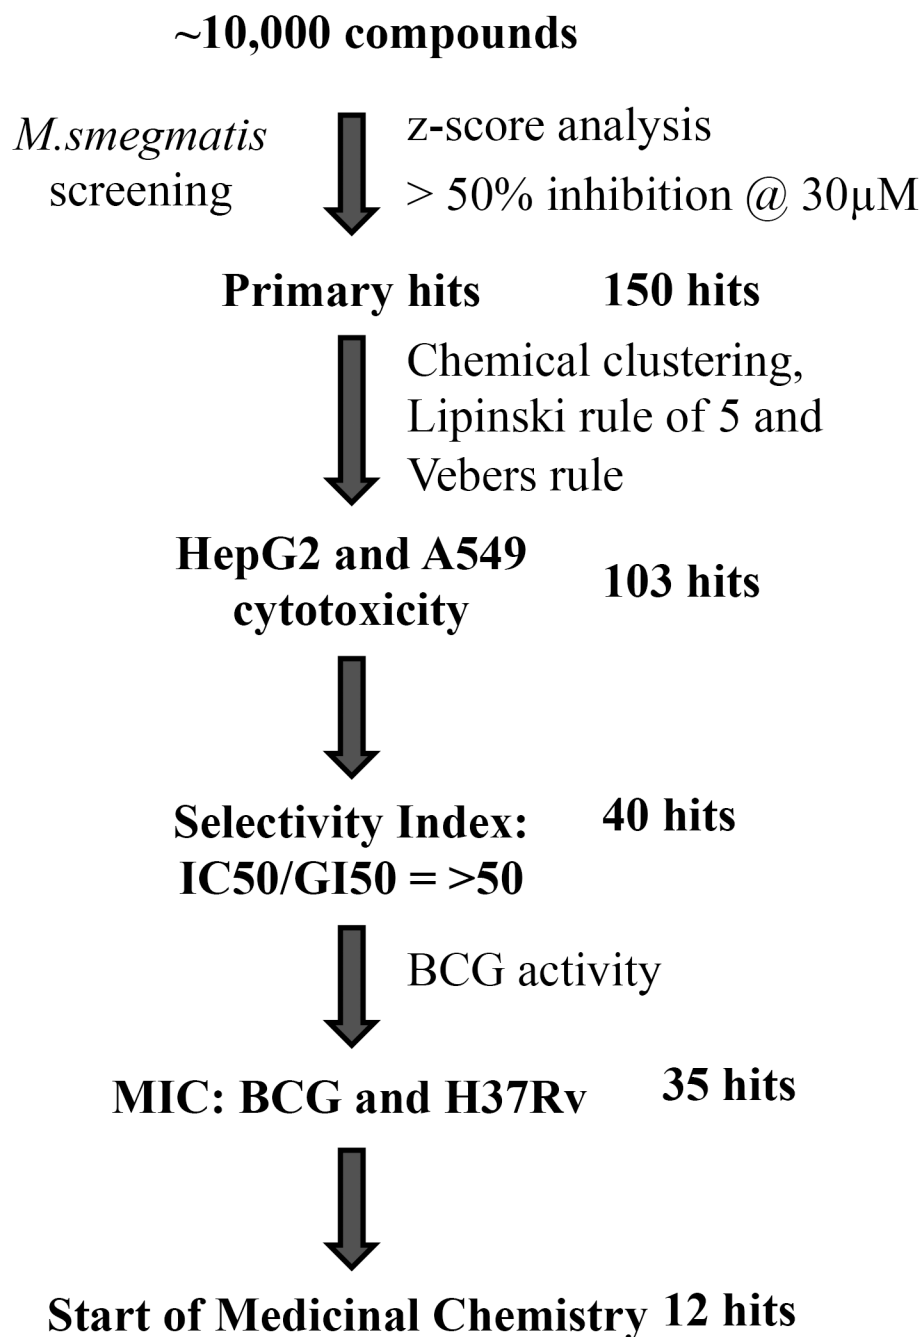 ~10,000 compounds
M.smegmatis
screening
z-score analysis
> 50% inhibition @ 30µM
Primary hits 150 hits
Chemical clustering,
Lipinski rule of 5 and
Vebers rule
HepG2 and A549
cytotoxicity
103 hits
Selectivity Index:
IC50/GI50 = >50
40 hits
BCG activity
MIC: BCG and H37Rv 35 hits
Start of Medicinal Chemistry 12 hits